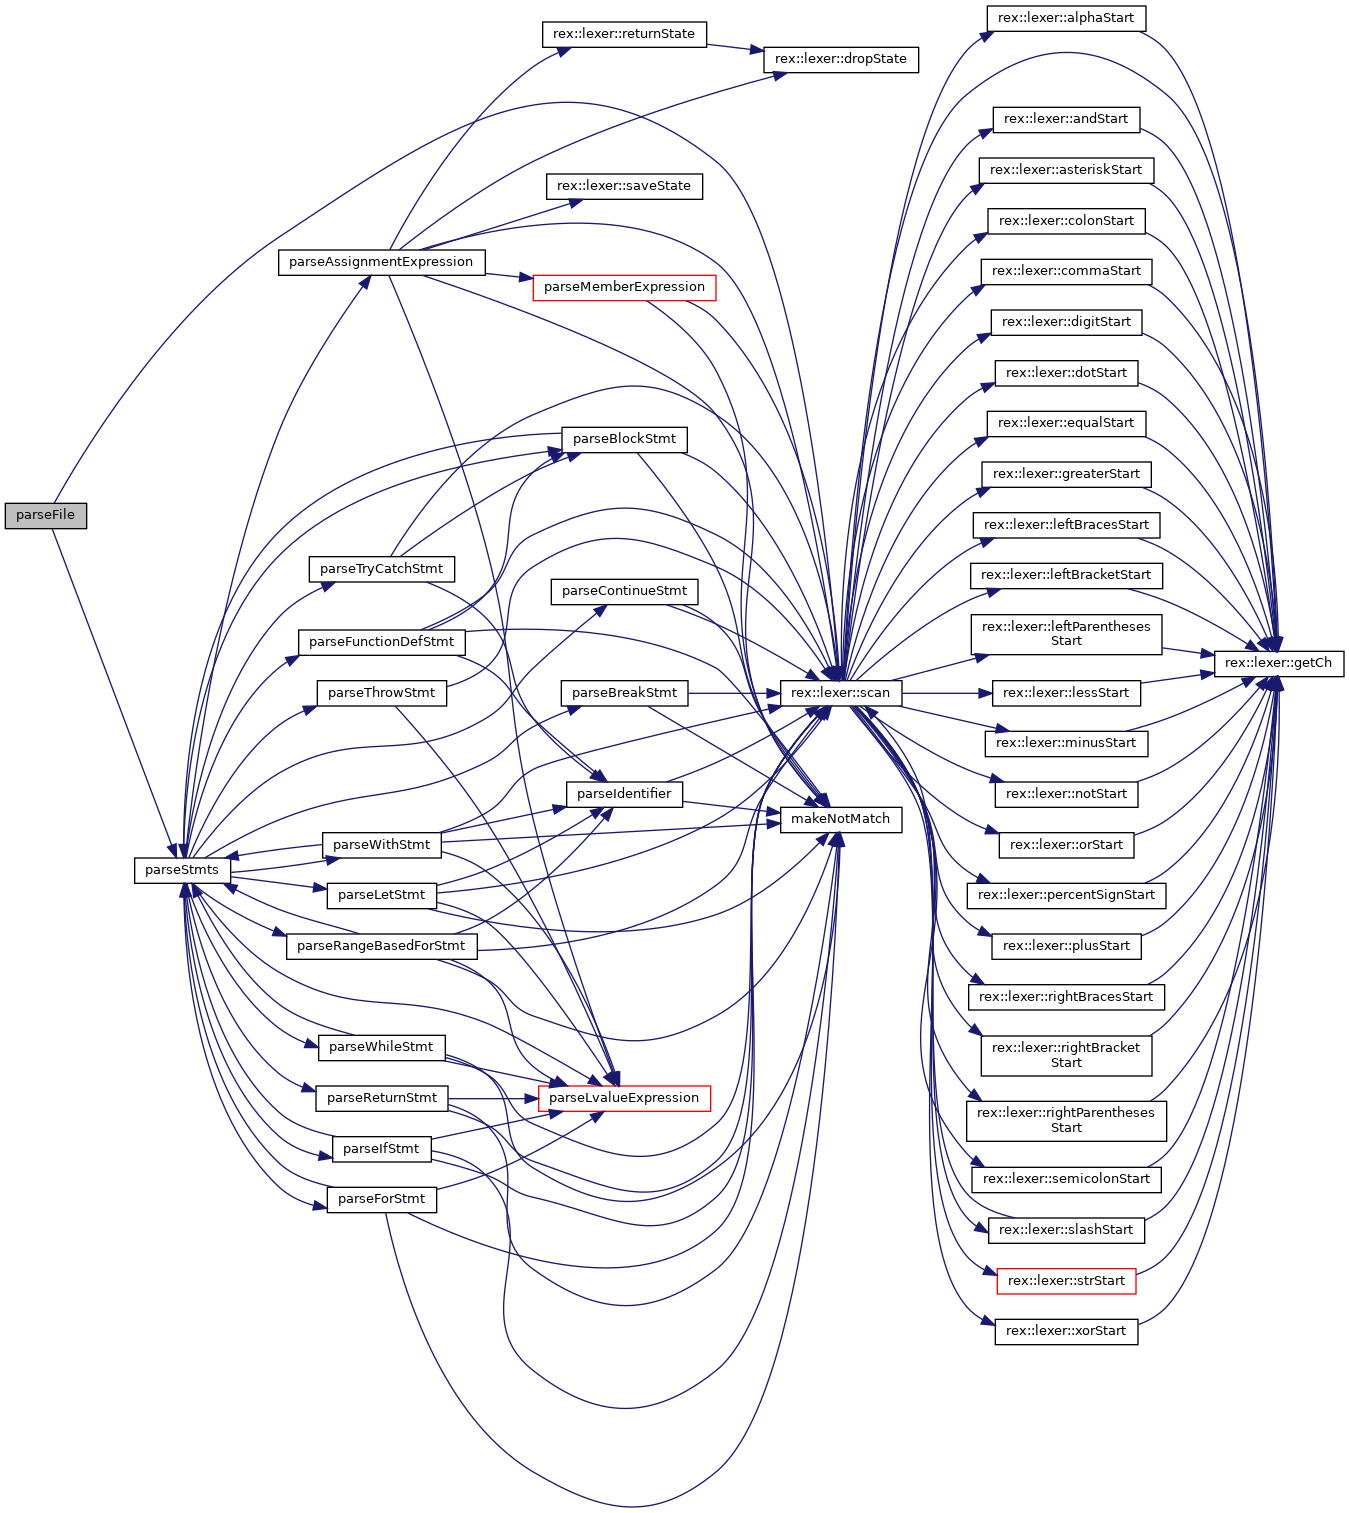 parseFile
parseStmts
parseAssignmentExpression
parseTryCatchStmt
parseFunctionDefStmt
parseThrowStmt
parseWithStmt
parseLetStmt
parseRangeBasedForStmt
parseWhileStmt
parseReturnStmt
parseIfStmt
parseForStmt
rex::lexer::returnState
rex::lexer::dropState
rex::lexer::saveState
parseMemberExpression
parseBlockStmt
parseContinueStmt
parseBreakStmt
parseIdentifier
parseLvalueExpression
rex::lexer::scan
makeNotMatch
rex::lexer::alphaStart
rex::lexer::andStart
rex::lexer::asteriskStart
rex::lexer::colonStart
rex::lexer::commaStart
rex::lexer::digitStart
rex::lexer::dotStart
rex::lexer::equalStart
rex::lexer::greaterStart
rex::lexer::leftBracesStart
rex::lexer::leftBracketStart
rex::lexer::leftParentheses
Start
rex::lexer::lessStart
rex::lexer::minusStart
rex::lexer::notStart
rex::lexer::orStart
rex::lexer::percentSignStart
rex::lexer::plusStart
rex::lexer::rightBracesStart
rex::lexer::rightBracket
Start
rex::lexer::rightParentheses
Start
rex::lexer::semicolonStart
rex::lexer::slashStart
rex::lexer::strStart
rex::lexer::xorStart
rex::lexer::getCh